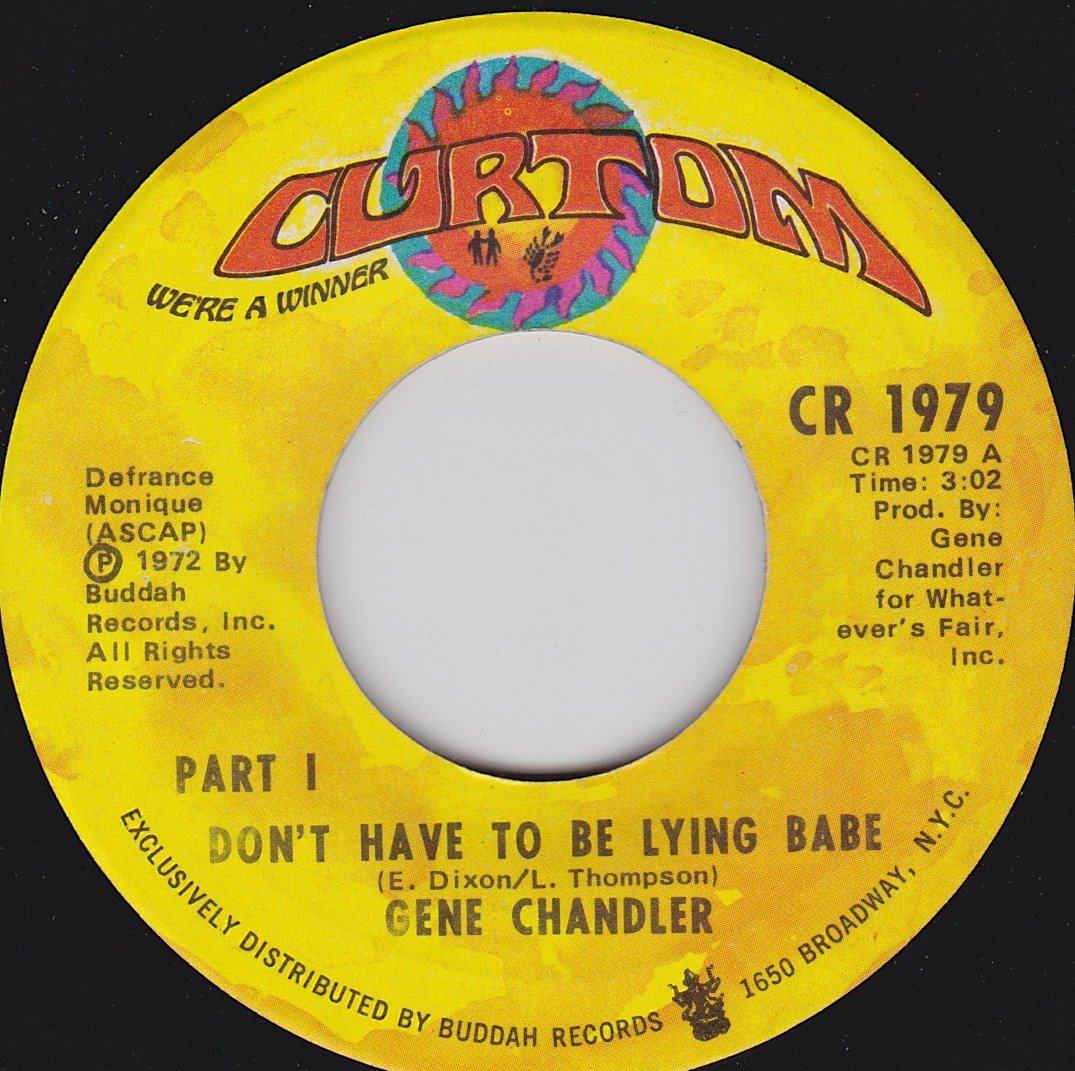 CURTOM
WE'RE A WINNER
CR 1979
CR 1979 A
Time: 3:02
Prod. By:
Gene
Chandler
for What-
ever's Fair,
Inc.
Defrance
Monique
(ASCAP)
Ⓟ 1972 By
Buddah
Records, Inc.
All Rights
Reserved.
PART I
DON'T HAVE TO BE LYING BABE
(E. Dixon/L. Thompson)
GENE CHANDLER
EXCLUSIVELY DISTRIBUTED BY BUDDAH RECORDS 1650 BROADWAY, N.Y.C.